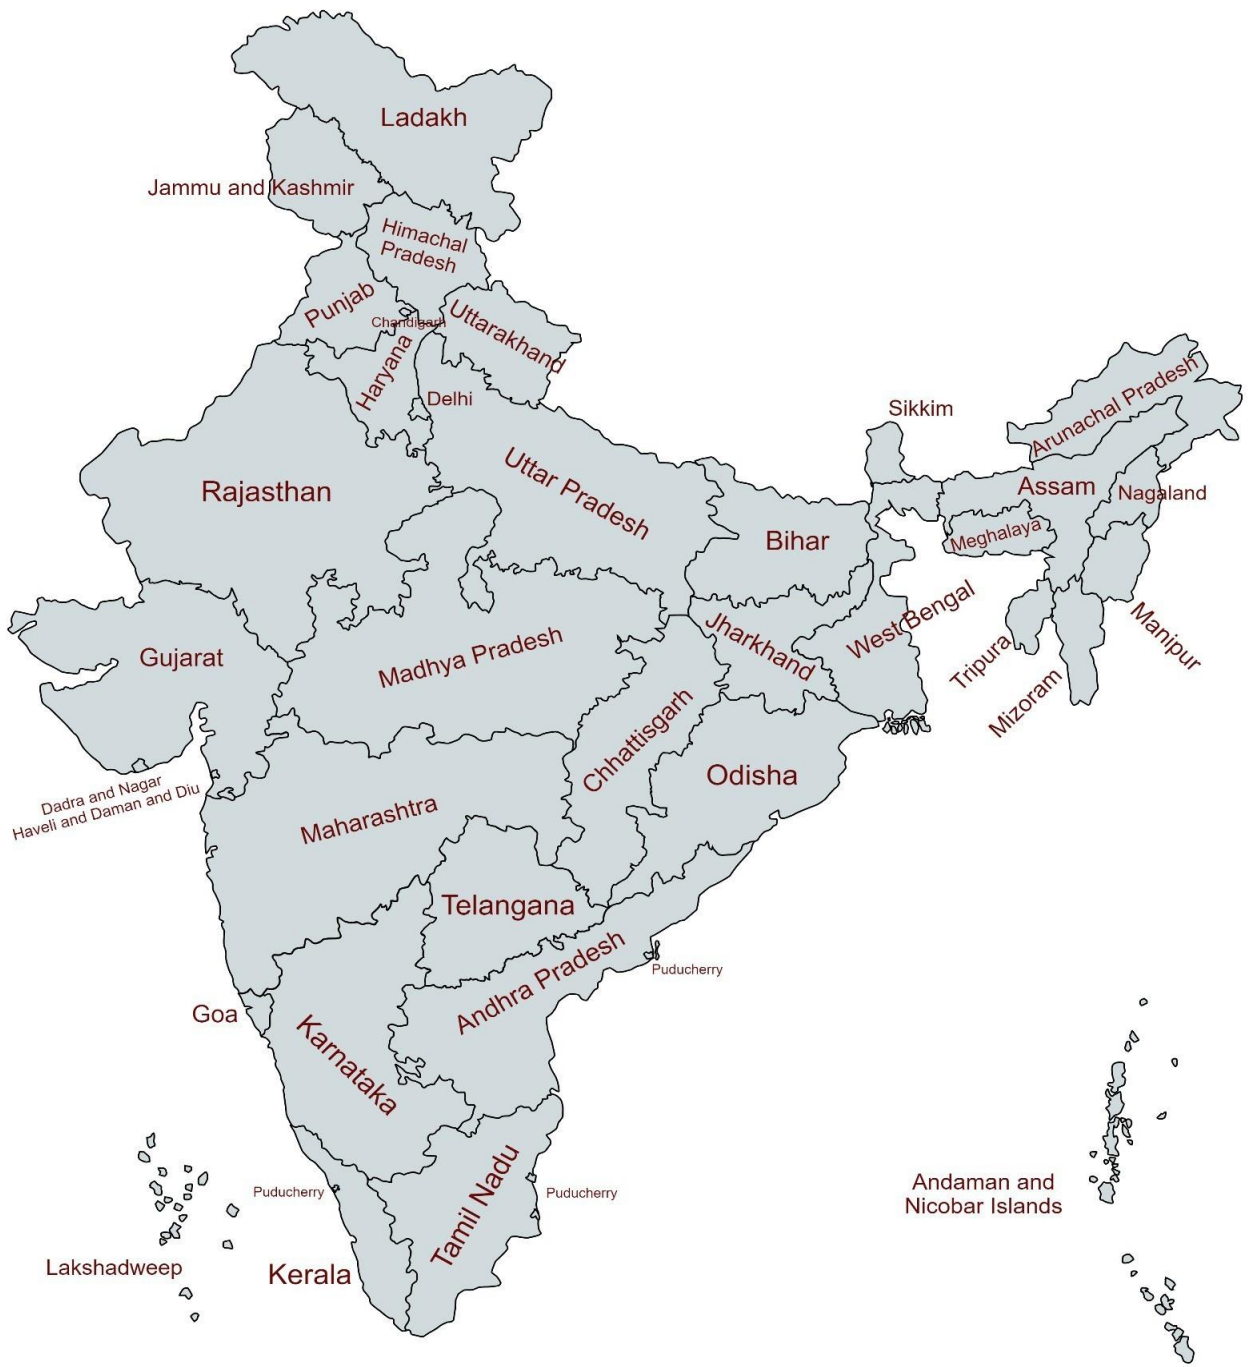 Ladakh
Jammu and Kashmir
Himachal
Pradesh
Punjab
Chandigarh
Uttarakhand
Haryana
Delhi
Arunachal Pradesh
Sikkim
Rajasthan
Uttar Pradesh
Assam
Nagaland
Bihar
Meghalaya
West Bengal
Jharkhand
Manipur
Tripura
Mizoram
Gujarat
Madhya Pradesh
Chhattisgarh
Odisha
Dadra and Nagar
Haveli and Daman and Diu
Maharashtra
Telangana
Andhra Pradesh
Puducherry
Goa
Karnataka
Tamil Nadu
Puducherry
Puducherry
Andaman and
Nicobar Islands
Lakshadweep
Kerala